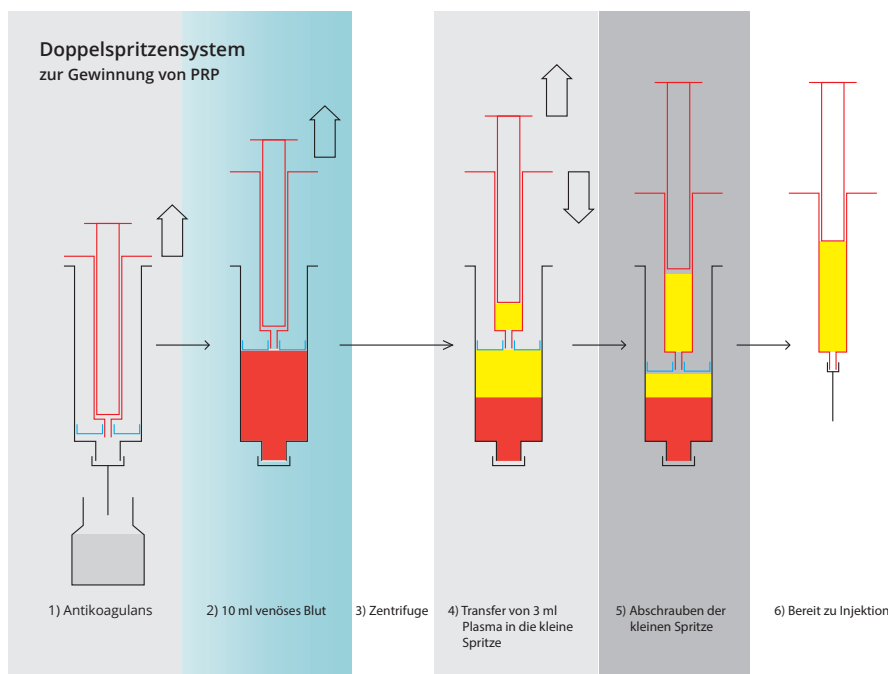 Doppelspritzensystem
zur Gewinnung von PRP
1) Antikoagulans
2) 10 ml venöses Blut
3) Zentrifuge
4) Transfer von 3 ml
Plasma in die kleine
Spritze
5) Abschrauben der
kleinen Spritze
6) Bereit zu Injektion